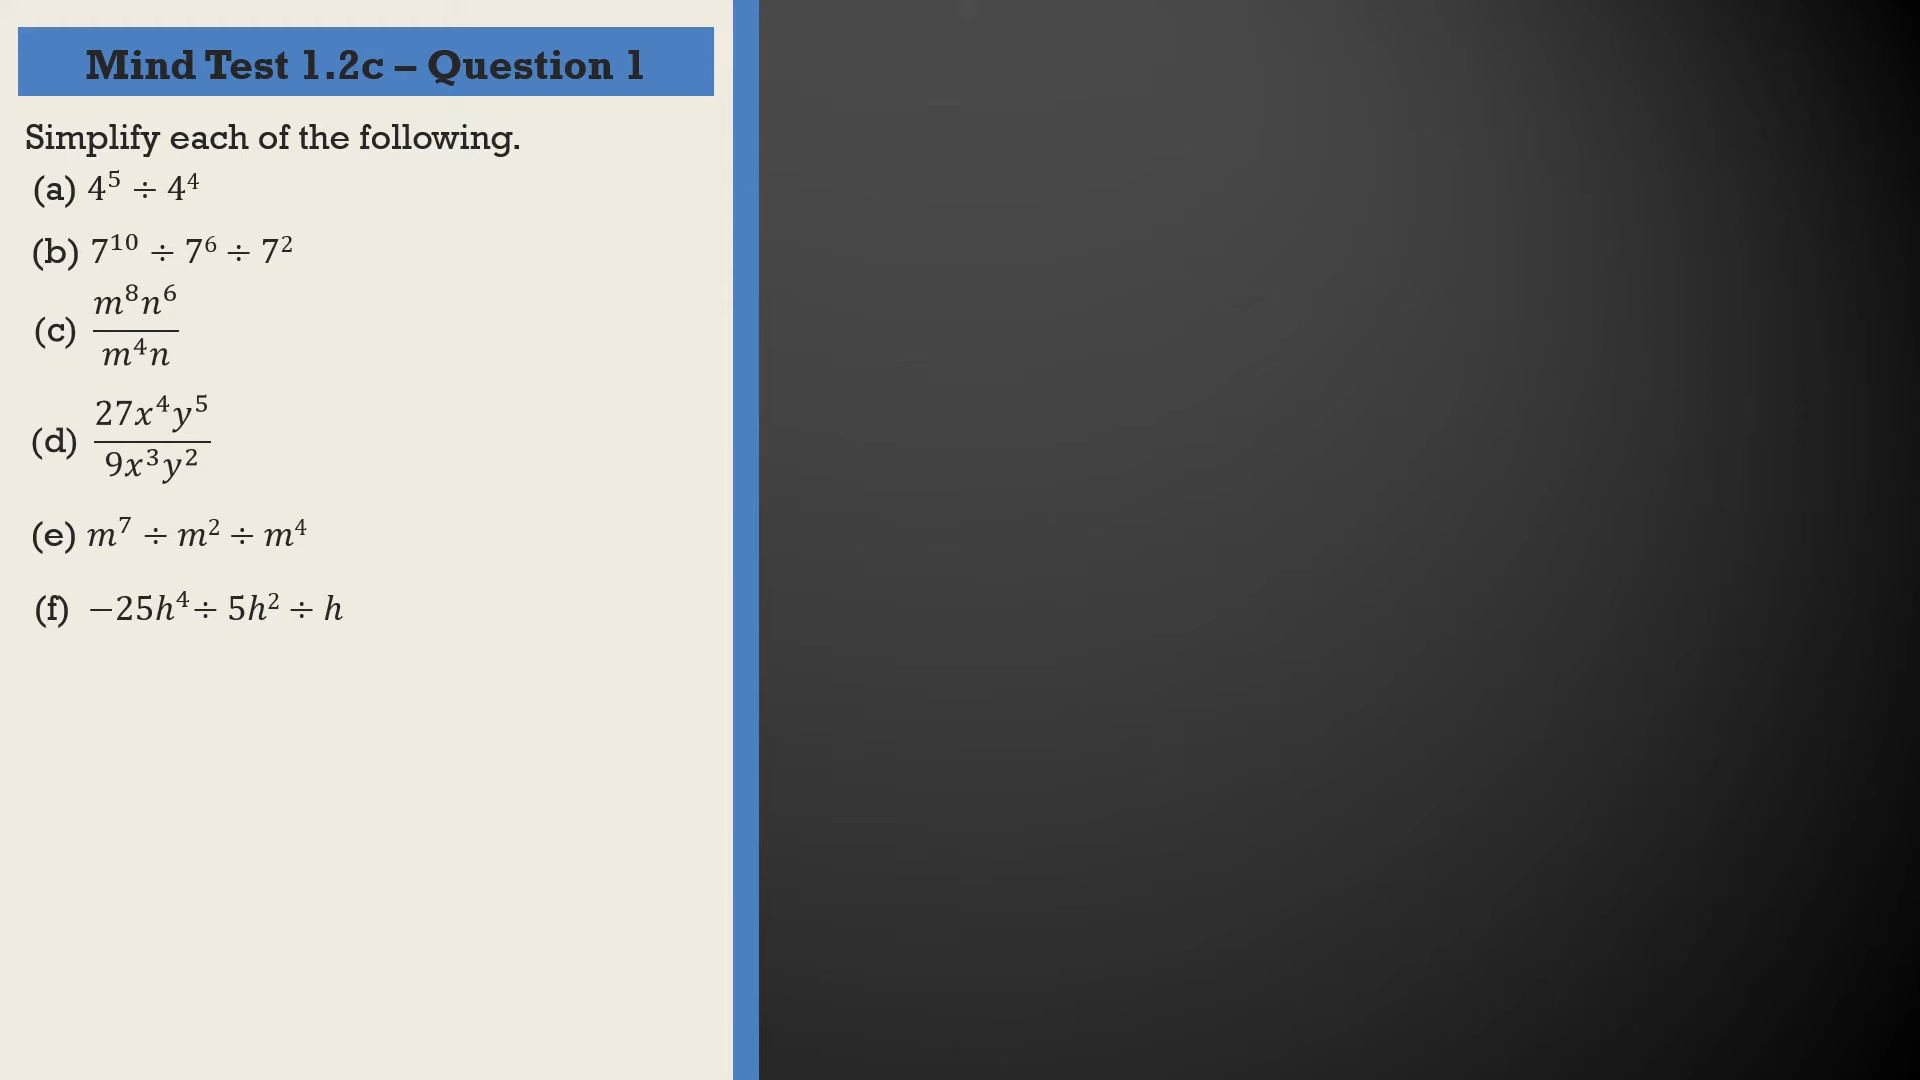 Mind Test 1.2c – Question 1
Simplify each of the following.
(a) 4⁵ ÷ 4⁴
(b) 7¹⁰ ÷ 7⁶ ÷ 7²
(c) m⁸n⁶ / m⁴n
(d) 27x⁴y⁵ / 9x³y²
(e) m⁷ ÷ m² ÷ m⁴
(f) −25h⁴ ÷ 5h² ÷ h